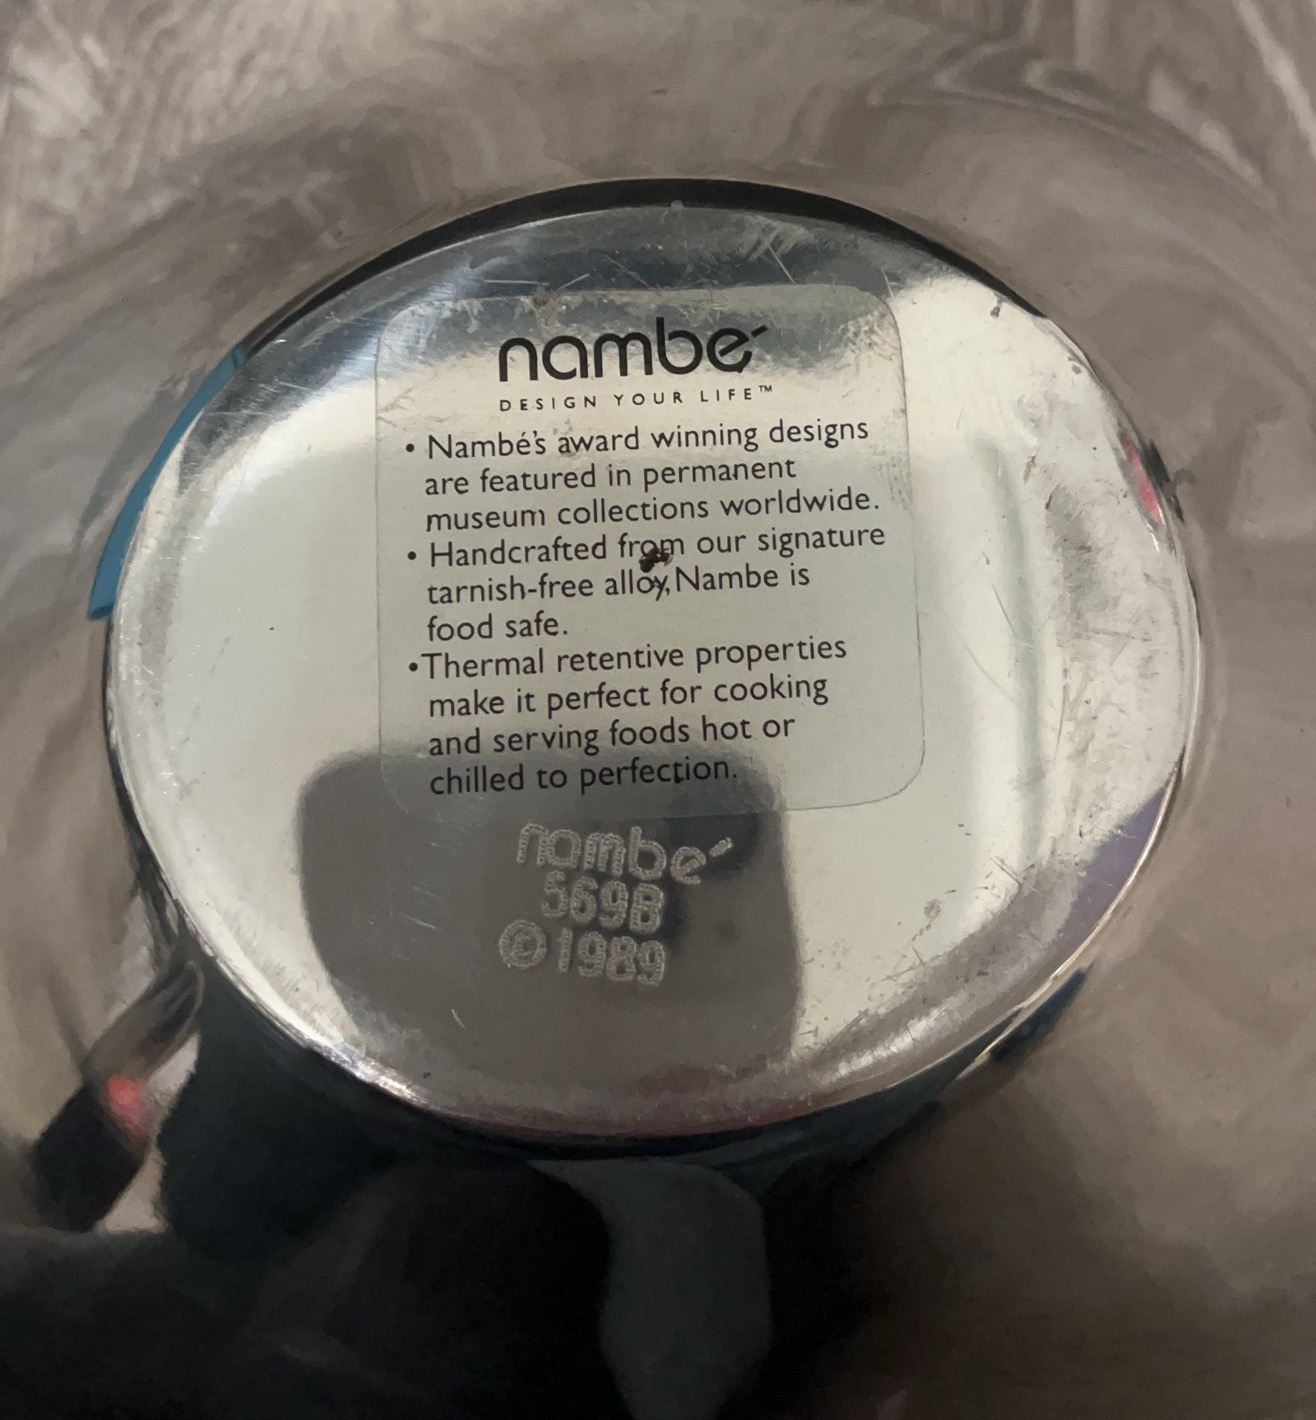 nambé
DESIGN YOUR LIFE™
• Nambé's award winning designs
are featured in permanent
museum collections worldwide.
• Handcrafted from our signature
tarnish-free alloy, Nambe is
food safe.
•Thermal retentive properties
make it perfect for cooking
and serving foods hot or
chilled to perfection.
nambé
569B
©1989